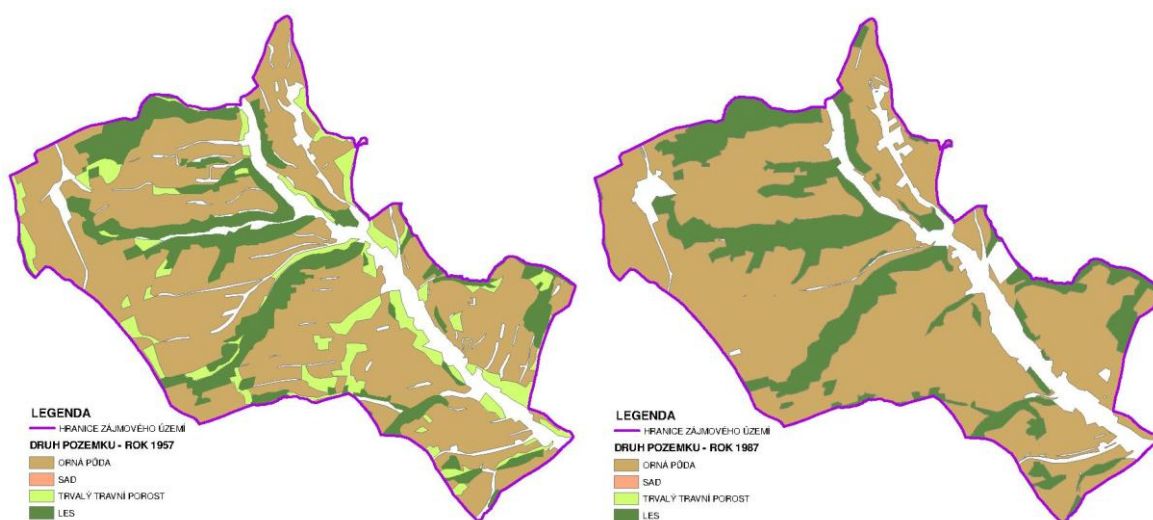 LEGENDA
HRANICE ZÁJMOVÉHO ÚZEMÍ
DRUH POZEMKU - ROK 1957
ORNÁ PŮDA
SAD
TRVALÝ TRAVNÍ POROST
LES
LEGENDA
HRANICE ZÁJMOVÉHO ÚZEMÍ
DRUH POZEMKU - ROK 1987
ORNÁ PŮDA
SAD
TRVALÝ TRAVNÍ POROST
LES